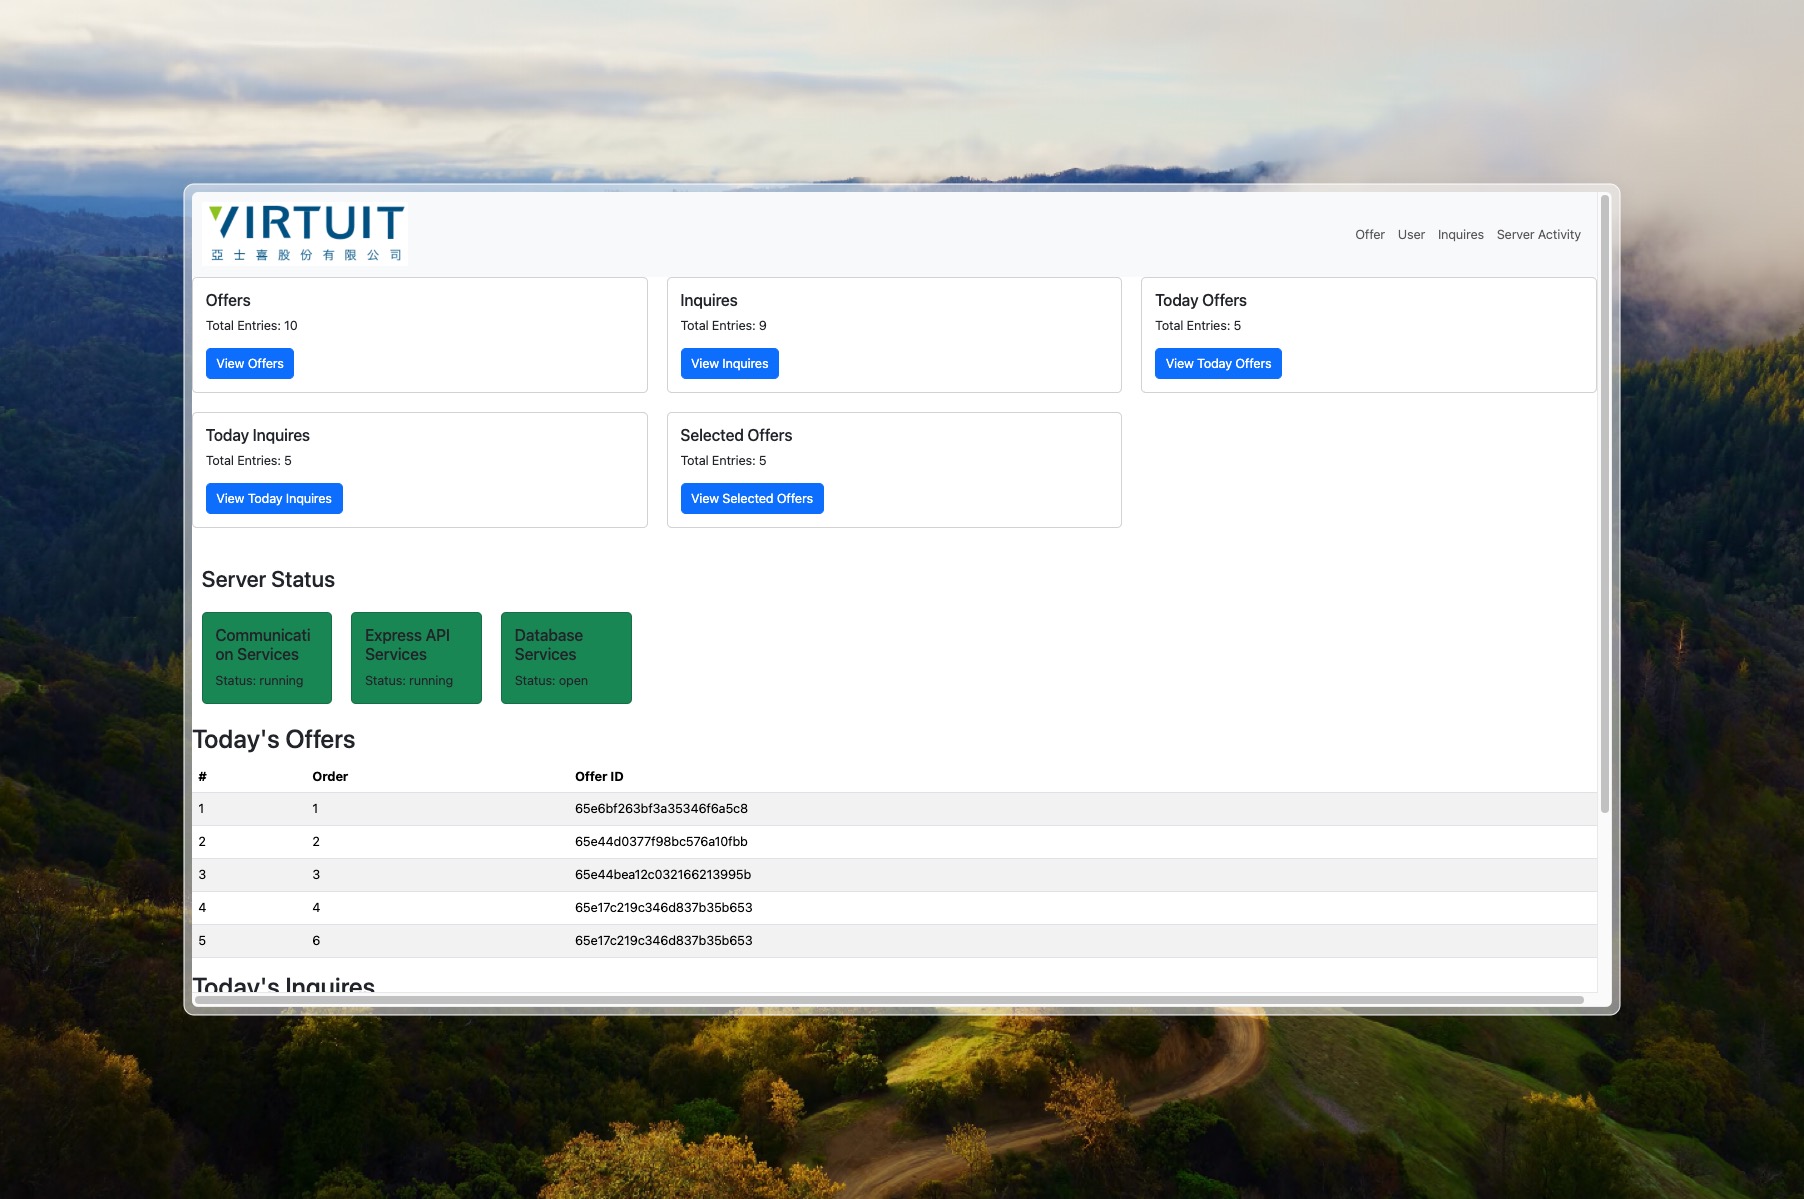 VIRTUIT
亞士喜股份有限公司
Offer User Inquires Server Activity
Offers
Total Entries: 10
View Offers
Inquires
Total Entries: 9
View Inquires
Today Offers
Total Entries: 5
View Today Offers
Today Inquires
Total Entries: 5
View Today Inquires
Selected Offers
Total Entries: 5
View Selected Offers
Server Status
Communicati
on Services
Status: running
Express API
Services
Status: running
Database
Services
Status: open
Today's Offers
# Order Offer ID
1 1 65e6bf263bf3a35346f6a5c8
2 2 65e44d0377f98bc576a10fbb
3 3 65e44bea12c032166213995b
4 4 65e17c219c346d837b35b653
5 6 65e17c219c346d837b35b653
Today's Inquires